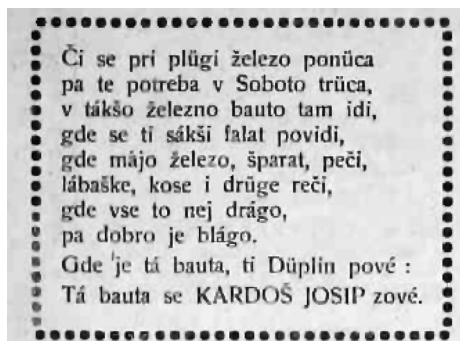 Či se pri plügi železo ponüca
pa te potreba v Soboto trüca,
v tákšo železno bauto tam idi,
gde se ti sákši falat povidi,
gde májo železo, šparat, peči,
lábaške, kose i drüge reči,
gde vse to nej drágo,
pa dobro je blágo.
Gde je tá bauta, ti Düplin pové :
Tá bauta se KARDOŠ JOSIP zové.